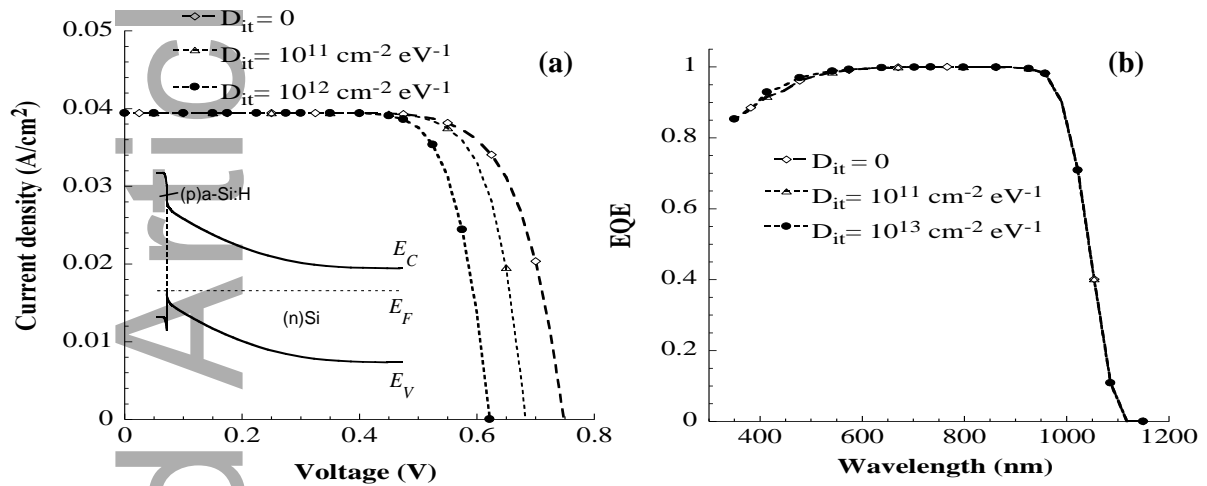 D_it = 0
D_it = 10^11 cm^-2 eV^-1
D_it = 10^12 cm^-2 eV^-1
(a)
0.05
0.04
0.03
0.02
0.01
0
Current density (A/cm^2)
(p)a-Si:H
E_C
E_F
(n)Si
E_V
0
0.2
0.4
0.6
0.8
Voltage (V)
d Articl
(b)
1
0.8
0.6
0.4
0.2
0
EQE
D_it = 0
D_it = 10^11 cm^-2 eV^-1
D_it = 10^13 cm^-2 eV^-1
400
600
800
1000
1200
Wavelength (nm)